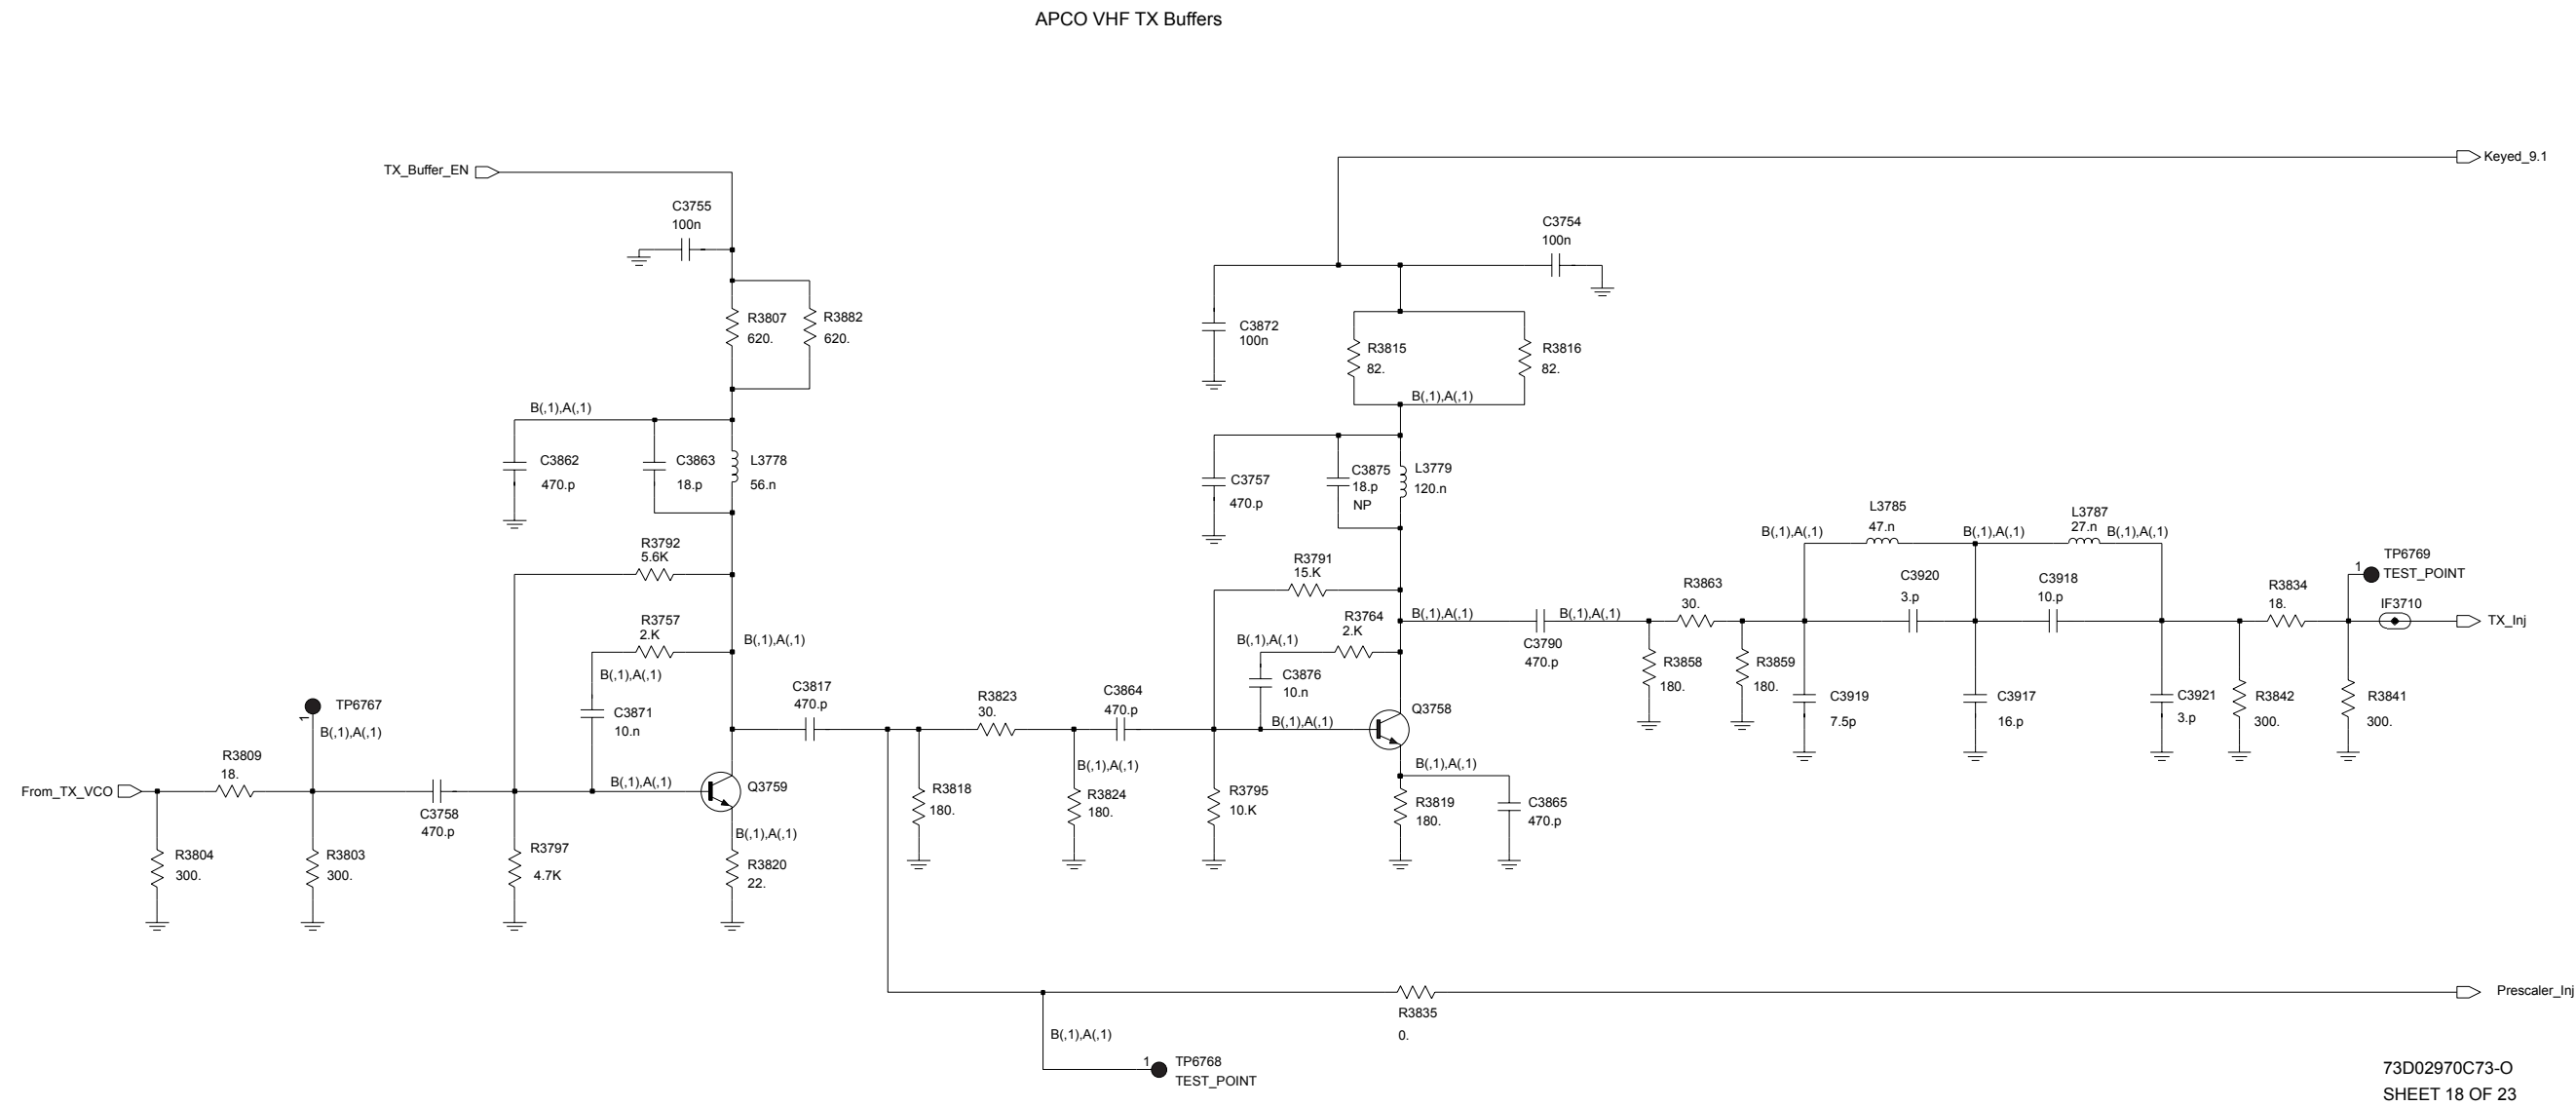 APCO VHF TX Buffers
TX_Buffer_EN
Keyed_9.1
C3755
100n
C3754
100n
R3807
620.
R3882
620.
C3872
100n
R3815
82.
R3816
82.
B(,1),A(,1)
B(,1),A(,1)
C3862
470.p
C3863
18.p
L3778
56.n
C3757
470.p
C3875
18.p
NP
L3779
120.n
R3792
5.6K
R3791
15.K
L3785
47.n
L3787
27.n
B(,1),A(,1)
B(,1),A(,1)
B(,1),A(,1)
TP6769
1
TEST_POINT
R3757
2.K
B(,1),A(,1)
B(,1),A(,1)
R3764
2.K
B(,1),A(,1)
B(,1),A(,1)
B(,1),A(,1)
C3790
470.p
R3863
30.
C3920
3.p
C3918
10.p
R3834
18.
IF3710
TX_Inj
C3871
10.n
C3876
10.n
R3858
180.
R3859
180.
C3919
7.5p
C3917
16.p
C3921
3.p
R3842
300.
R3841
300.
TP6767
1
B(,1),A(,1)
C3817
470.p
R3823
30.
C3864
470.p
B(,1),A(,1)
Q3758
B(,1),A(,1)
R3809
18.
From_TX_VCO
C3758
470.p
B(,1),A(,1)
Q3759
B(,1),A(,1)
R3818
180.
B(,1),A(,1)
R3824
180.
R3795
10.K
R3819
180.
C3865
470.p
R3804
300.
R3803
300.
R3797
4.7K
R3820
22.
R3835
0.
Prescaler_Inj
B(,1),A(,1)
1
TP6768
TEST_POINT
73D02970C73-O
SHEET 18 OF 23